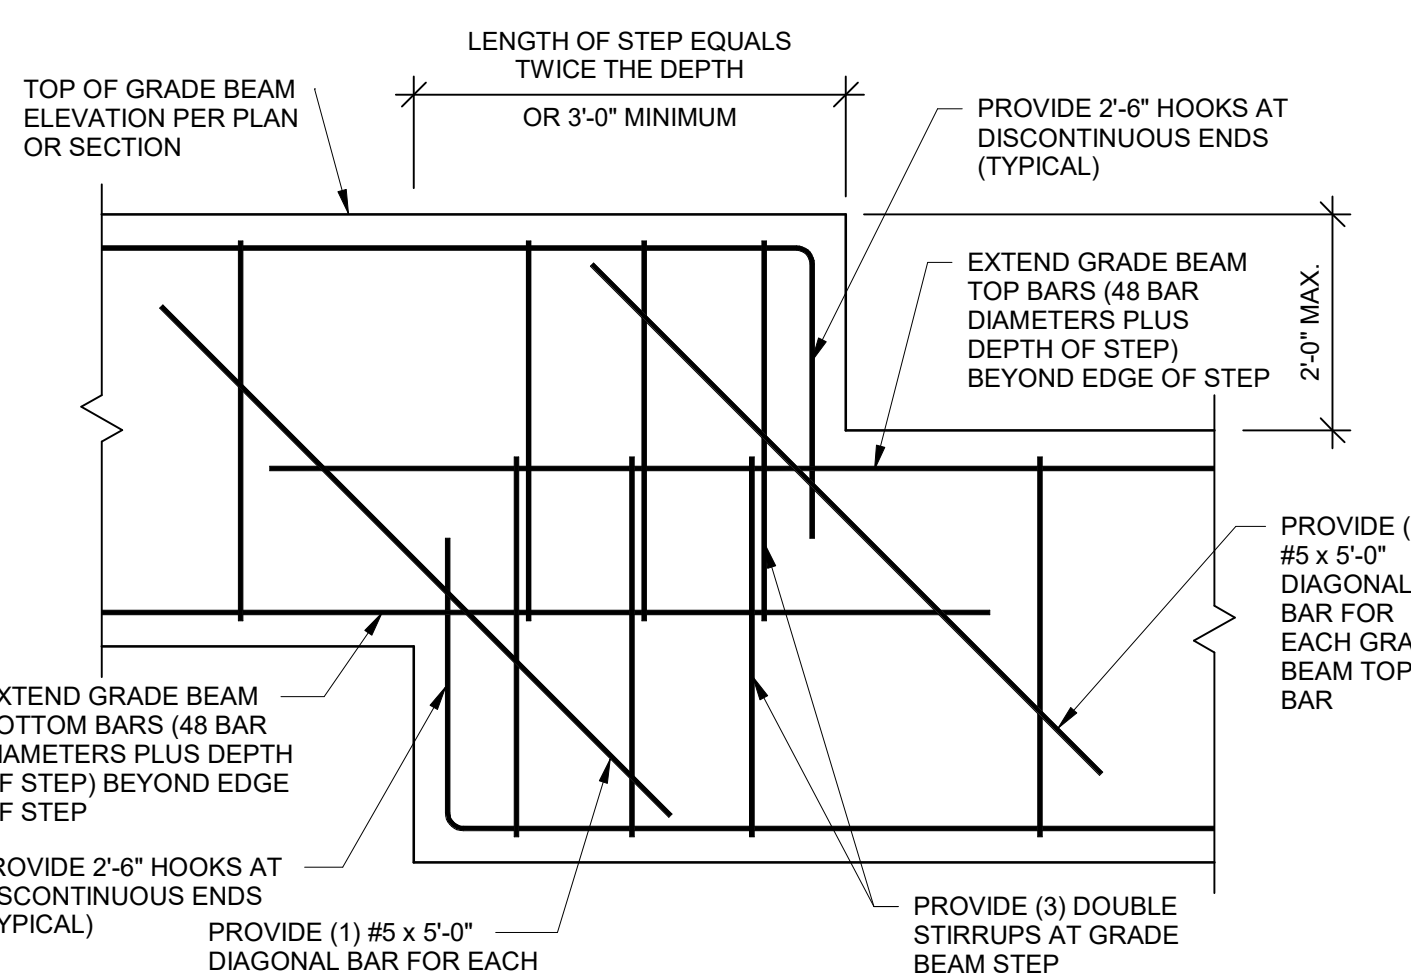 LENGTH OF STEP EQUALS
TWICE THE DEPTH
OR 3'-0" MINIMUM
TOP OF GRADE BEAM
ELEVATION PER PLAN
OR SECTION
PROVIDE 2'-6" HOOKS AT
DISCONTINUOUS ENDS
(TYPICAL)
EXTEND GRADE BEAM
TOP BARS (48 BAR
DIAMETERS PLUS
DEPTH OF STEP)
BEYOND EDGE OF STEP
2'-0" MAX.
PROVIDE (
#5 x 5'-0"
DIAGONAL
BAR FOR
EACH GRA
BEAM TOP
BAR
XTEND GRADE BEAM
OTTOM BARS (48 BAR
IAMETERS PLUS DEPTH
F STEP) BEYOND EDGE
F STEP
ROVIDE 2'-6" HOOKS AT
ISCONTINUOUS ENDS
YPICAL)
PROVIDE (1) #5 x 5'-0"
DIAGONAL BAR FOR EACH
PROVIDE (3) DOUBLE
STIRRUPS AT GRADE
BEAM STEP